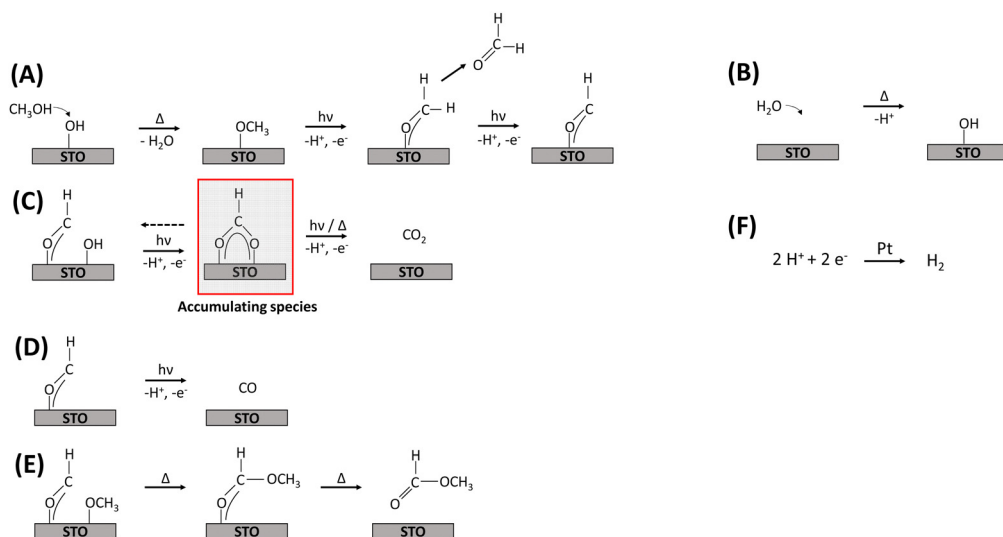 (A)
CH₃OH
OH
STO
Δ
- H₂O
OCH₃
STO
hν
-H⁺, -e⁻
H
C
H
O
STO
H
C
H
O
hν
-H⁺, -e⁻
H
C
O
STO
(B)
H₂O
STO
Δ
-H⁺
OH
STO
(C)
H
C
O
OH
STO
hν
-H⁺, -e⁻
H
C
O
O
STO
Accumulating species
hν / Δ
-H⁺, -e⁻
CO₂
STO
(F)
2 H⁺ + 2 e⁻
Pt
H₂
(D)
H
C
O
STO
hν
-H⁺, -e⁻
CO
STO
(E)
H
C
O
OCH₃
STO
Δ
H
C
OCH₃
O
STO
Δ
H
C
OCH₃
O
STO